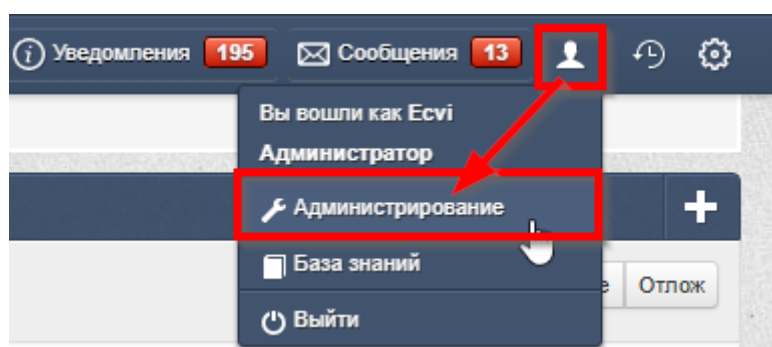 Уведомления 195 Сообщения 13
Вы вошли как Ecvi
Администратор
Администрирование
База знаний
е Отлож
Выйти